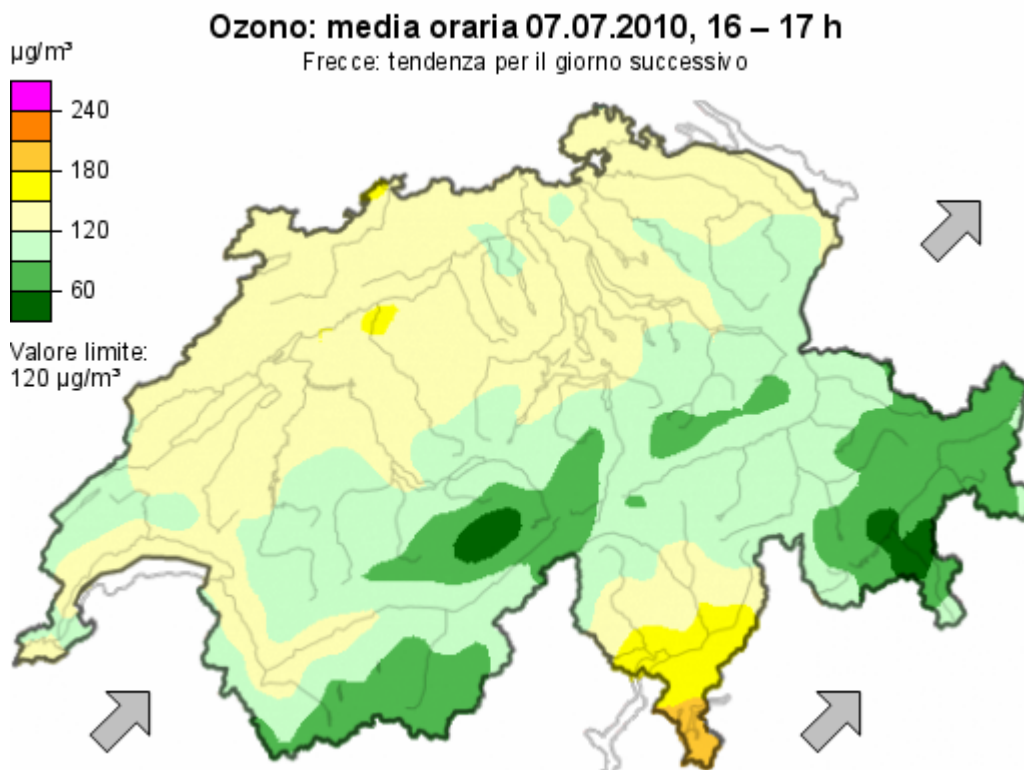 Ozono: media oraria 07.07.2010, 16 – 17 h
Frecce: tendenza per il giorno successivo
µg/m³
240
180
120
60
Valore limite:
120 µg/m³